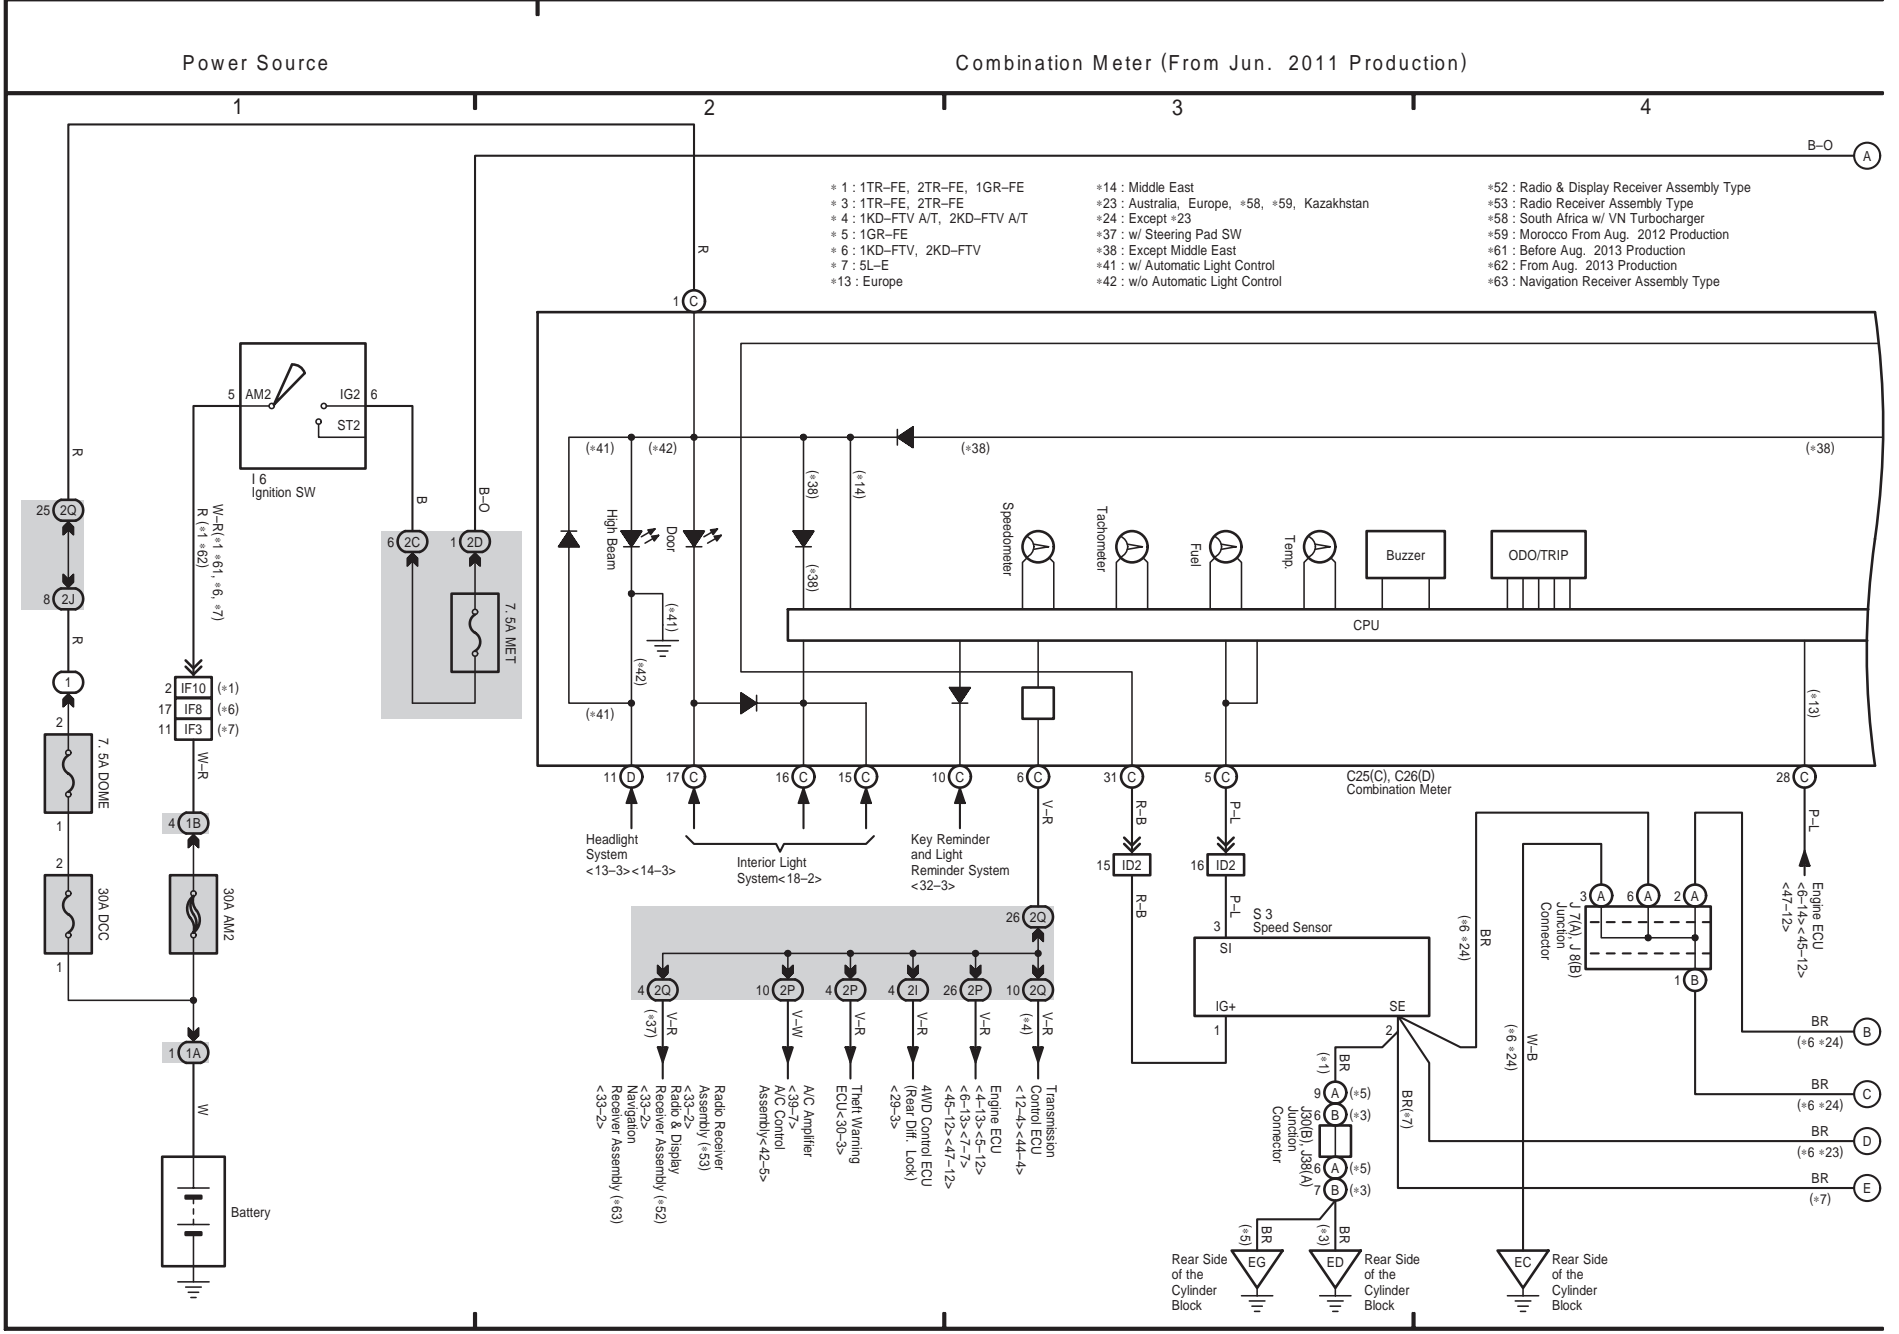 Power Source
Combination Meter (From Jun. 2011 Production)
1
2
3
4
B–O
A
∗ 1 : 1TR–FE, 2TR–FE, 1GR–FE
∗ 3 : 1TR–FE, 2TR–FE
∗ 4 : 1KD–FTV A/T, 2KD–FTV A/T
∗ 5 : 1GR–FE
∗ 6 : 1KD–FTV, 2KD–FTV
∗ 7 : 5L–E
∗13 : Europe
∗14 : Middle East
∗23 : Australia, Europe, ∗58, ∗59, Kazakhstan
∗24 : Except ∗23
∗37 : w/ Steering Pad SW
∗38 : Except Middle East
∗41 : w/ Automatic Light Control
∗42 : w/o Automatic Light Control
∗52 : Radio & Display Receiver Assembly Type
∗53 : Radio Receiver Assembly Type
∗58 : South Africa w/ VN Turbocharger
∗59 : Morocco From Aug. 2012 Production
∗61 : Before Aug. 2013 Production
∗62 : From Aug. 2013 Production
∗63 : Navigation Receiver Assembly Type
R
1 C
5 AM2 IG2 6
ST2
I 6
Ignition SW
R
W–R(∗1 ∗61, ∗6, ∗7)
R (∗1 ∗62)
B
B–O
25 2Q
8 2J
R
1
2
7. 5A DOME
1
2
30A DCC
1
6 2C
1 2D
7. 5A MET
2 IF10 (∗1)
17 IF8 (∗6)
11 IF3 (∗7)
W–R
4 1B
30A AM2
1 1A
W
Battery
(∗41)
(∗42)
(∗38)
(∗38)
(∗38)
(∗14)
(∗38)
High Beam
Door
(∗41)
(∗42)
(∗41)
Speedometer
Tachometer
Fuel
Temp.
Buzzer
ODO/TRIP
CPU
(∗13)
11 D
17 C
16 C
15 C
10 C
6 C
31 C
5 C
28 C
C25(C), C26(D)
Combination Meter
Headlight
System
<13–3><14–3>
Interior Light
System<18–2>
Key Reminder
and Light
Reminder System
<32–3>
V–R
R–B
P–L
P–L
15 ID2
16 ID2
R–B
P–L
Engine ECU
<6–14><45–12>
<47–12>
26 2Q
4 2Q
10 2P
4 2P
4 2I
26 2P
10 2Q
V–R
(∗37)
V–W
V–R
V–R
V–R
V–R
(∗4)
Radio Receiver
Assembly (∗53)
<33–2>
Radio & Display
Receiver Assembly (∗52)
<33–2>
Navigation
Receiver Assembly (∗63)
<33–2>
A/C Amplifier
<39–7>
A/C Control
Assembly<42–5>
Theft Warning
ECU<30–3>
4WD Control ECU
(Rear Diff. Lock)
<29–3>
Engine ECU
<4–13><5–12>
<6–13><7–7>
<45–12><47–12>
Transmission
Control ECU
<12–4><44–4>
S 3
Speed Sensor
3
SI
IG+
SE
1
2
BR
(∗6 ∗24)
W–B
(∗6 ∗24)
3 A
6 A
2 A
J 7(A), J 8(B)
Junction
Connector
1 B
BR
(∗1)
BR(∗7)
9 A (∗5)
6 B (∗3)
J30(B), J38(A)
Junction
Connector
6 A (∗5)
7 B (∗3)
BR
(∗5)
BR
(∗3)
BR
(∗6 ∗24)
B
BR
(∗6 ∗24)
C
BR
(∗6 ∗23)
D
BR
(∗7)
E
EG
Rear Side
of the
Cylinder
Block
ED
Rear Side
of the
Cylinder
Block
EC
Rear Side
of the
Cylinder
Block